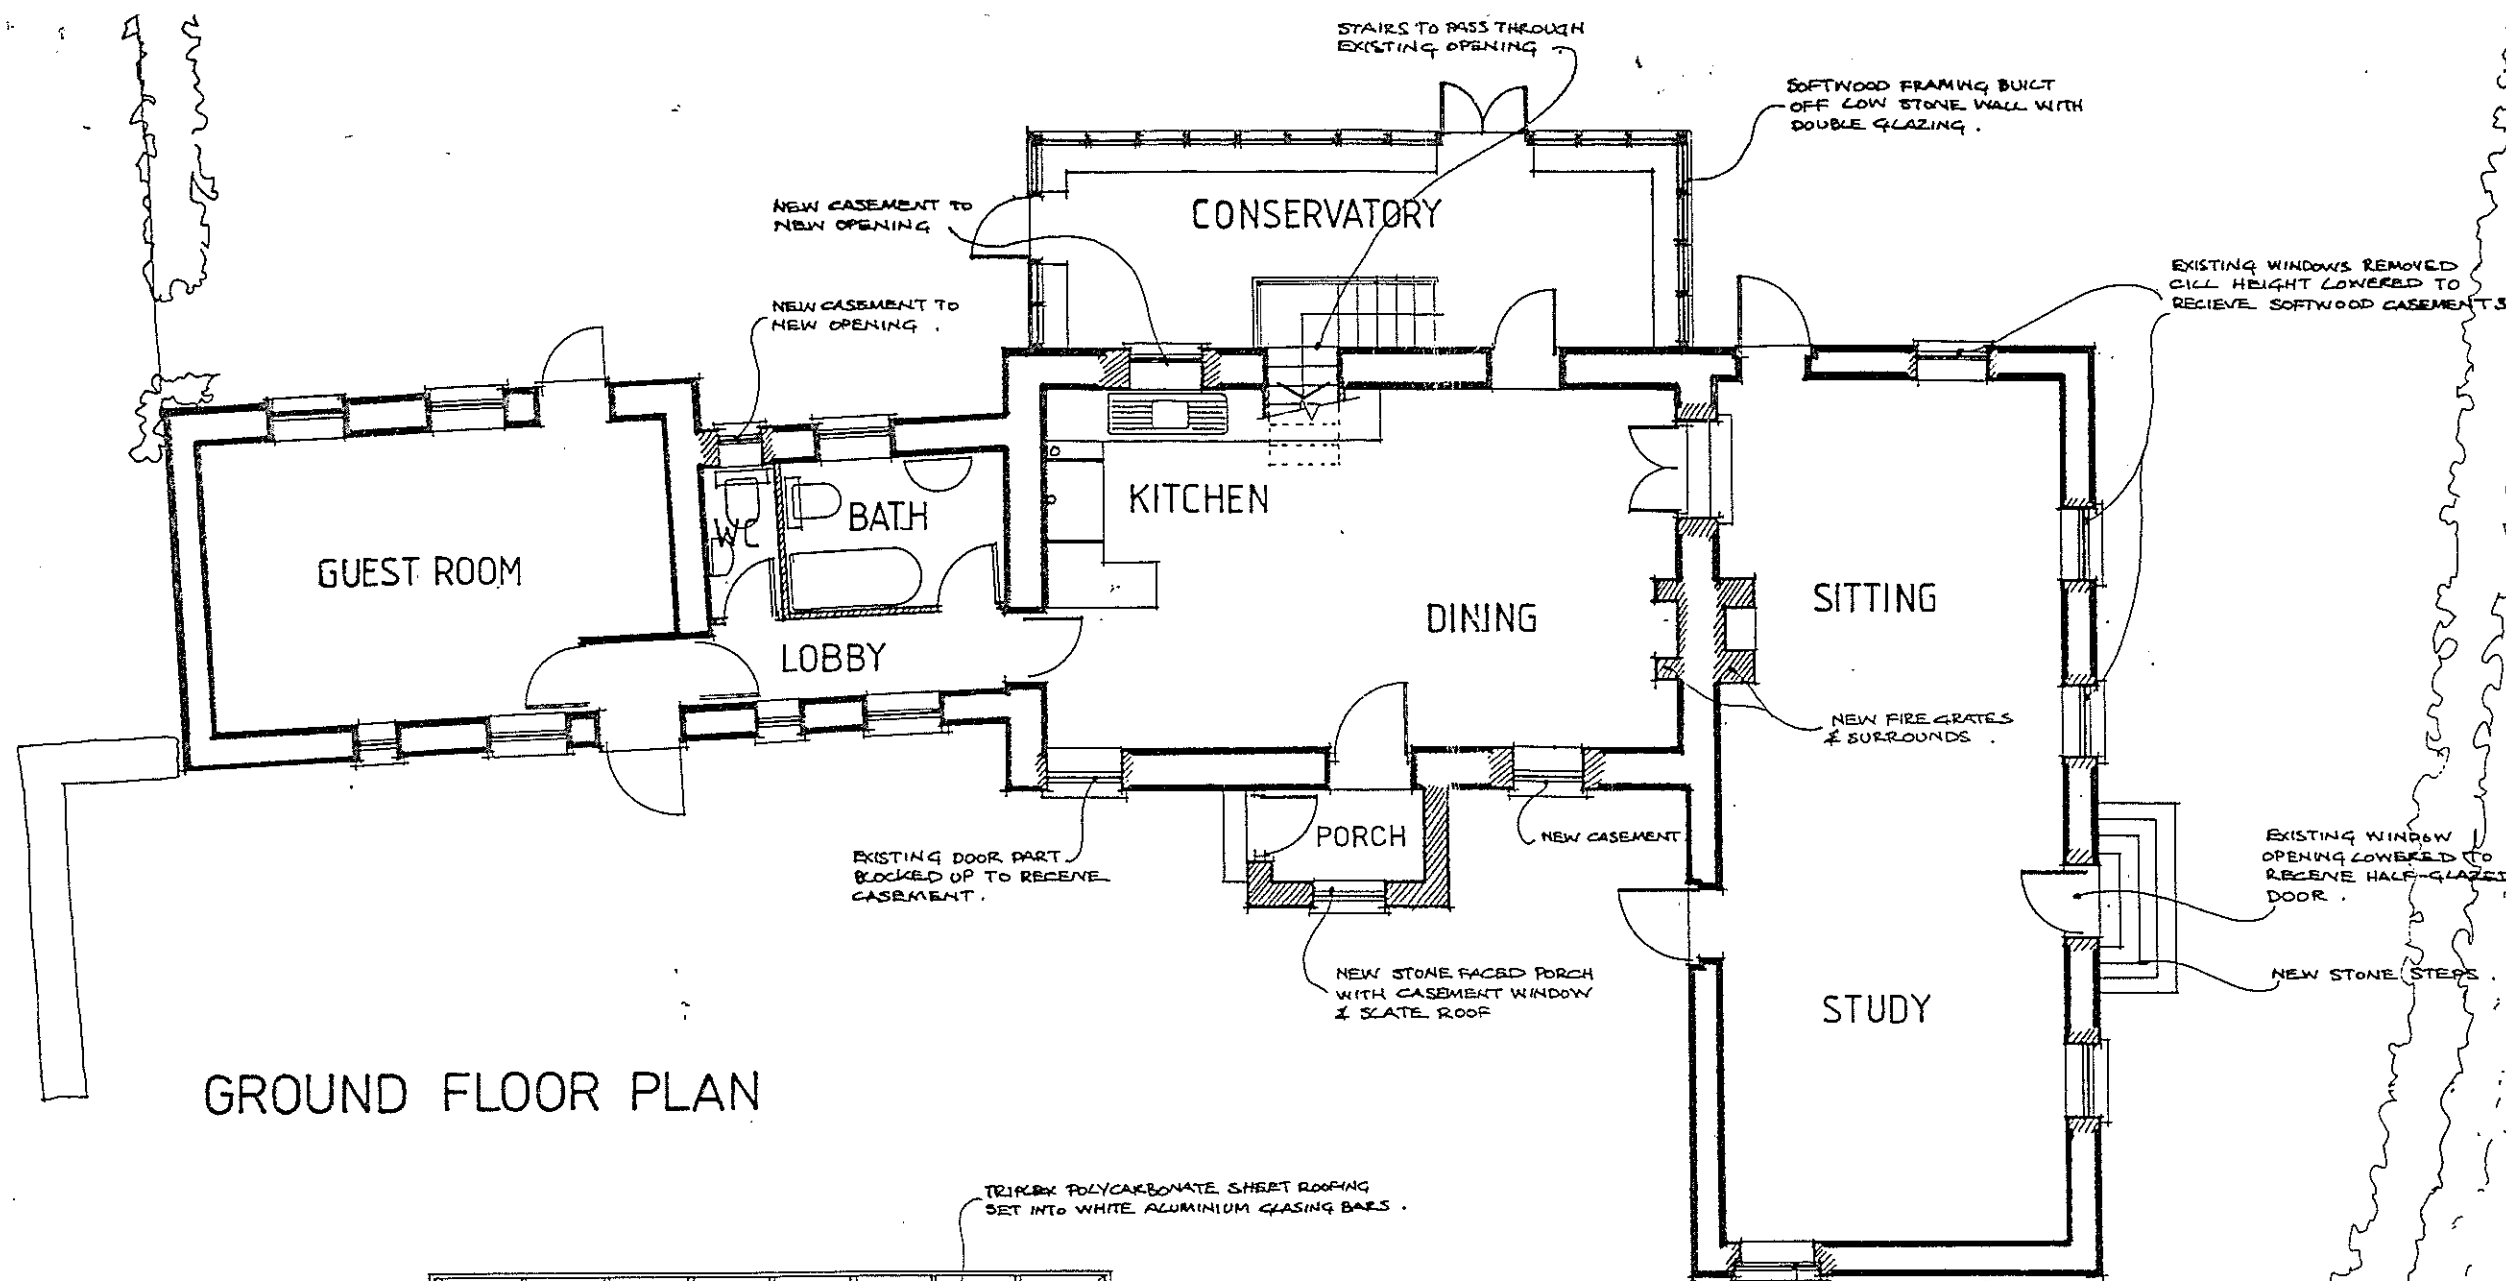 STAIRS TO PASS THROUGH
EXISTING OPENING
SOFTWOOD FRAMING BUILT
OFF LOW STONE WALL WITH
DOUBLE GLAZING.
NEW CASEMENT TO
NEW OPENING
CONSERVATORY
EXISTING WINDOWS REMOVED
CILL HEIGHT LOWERED TO
RECIEVE SOFTWOOD CASEMENTS
NEW CASEMENT TO
NEW OPENING.
KITCHEN
BATH
WC
GUEST ROOM
SITTING
DINING
LOBBY
NEW FIRE GRATES
& SURROUNDS.
PORCH
NEW CASEMENT
EXISTING DOOR PART
BLOCKED UP TO RECEIVE
CASEMENT.
EXISTING WINDOW
OPENING LOWERED TO
RECEIVE HALF-GLAZED
DOOR.
NEW STONE FACED PORCH
WITH CASEMENT WINDOW
& SLATE ROOF
NEW STONE STEPS.
STUDY
GROUND FLOOR PLAN
TRIPLEX POLYCARBONATE SHEET ROOFING
SET INTO WHITE ALUMINIUM GLASING BARS.